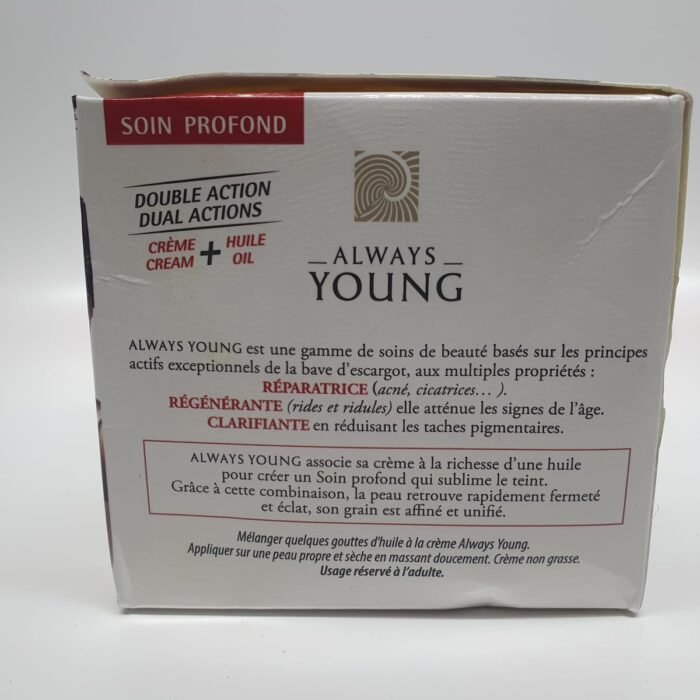 SOIN PROFOND
DOUBLE ACTION
DUAL ACTIONS
CRÈME + HUILE
CREAM OIL
ALWAYS
YOUNG
ALWAYS YOUNG est une gamme de soins de beauté basés sur les principes
actifs exceptionnels de la bave d'escargot, aux multiples propriétés :
RÉPARATRICE (acné, cicatrices… ).
RÉGÉNÉRANTE (rides et ridules) elle atténue les signes de l'âge.
CLARIFIANTE en réduisant les taches pigmentaires.
ALWAYS YOUNG associe sa crème à la richesse d'une huile
pour créer un Soin profond qui sublime le teint.
Grâce à cette combinaison, la peau retrouve rapidement fermeté
et éclat, son grain est affiné et unifié.
Mélanger quelques gouttes d'huile à la crème Always Young.
Appliquer sur une peau propre et sèche en massant doucement. Crème non grasse.
Usage réservé à l'adulte.